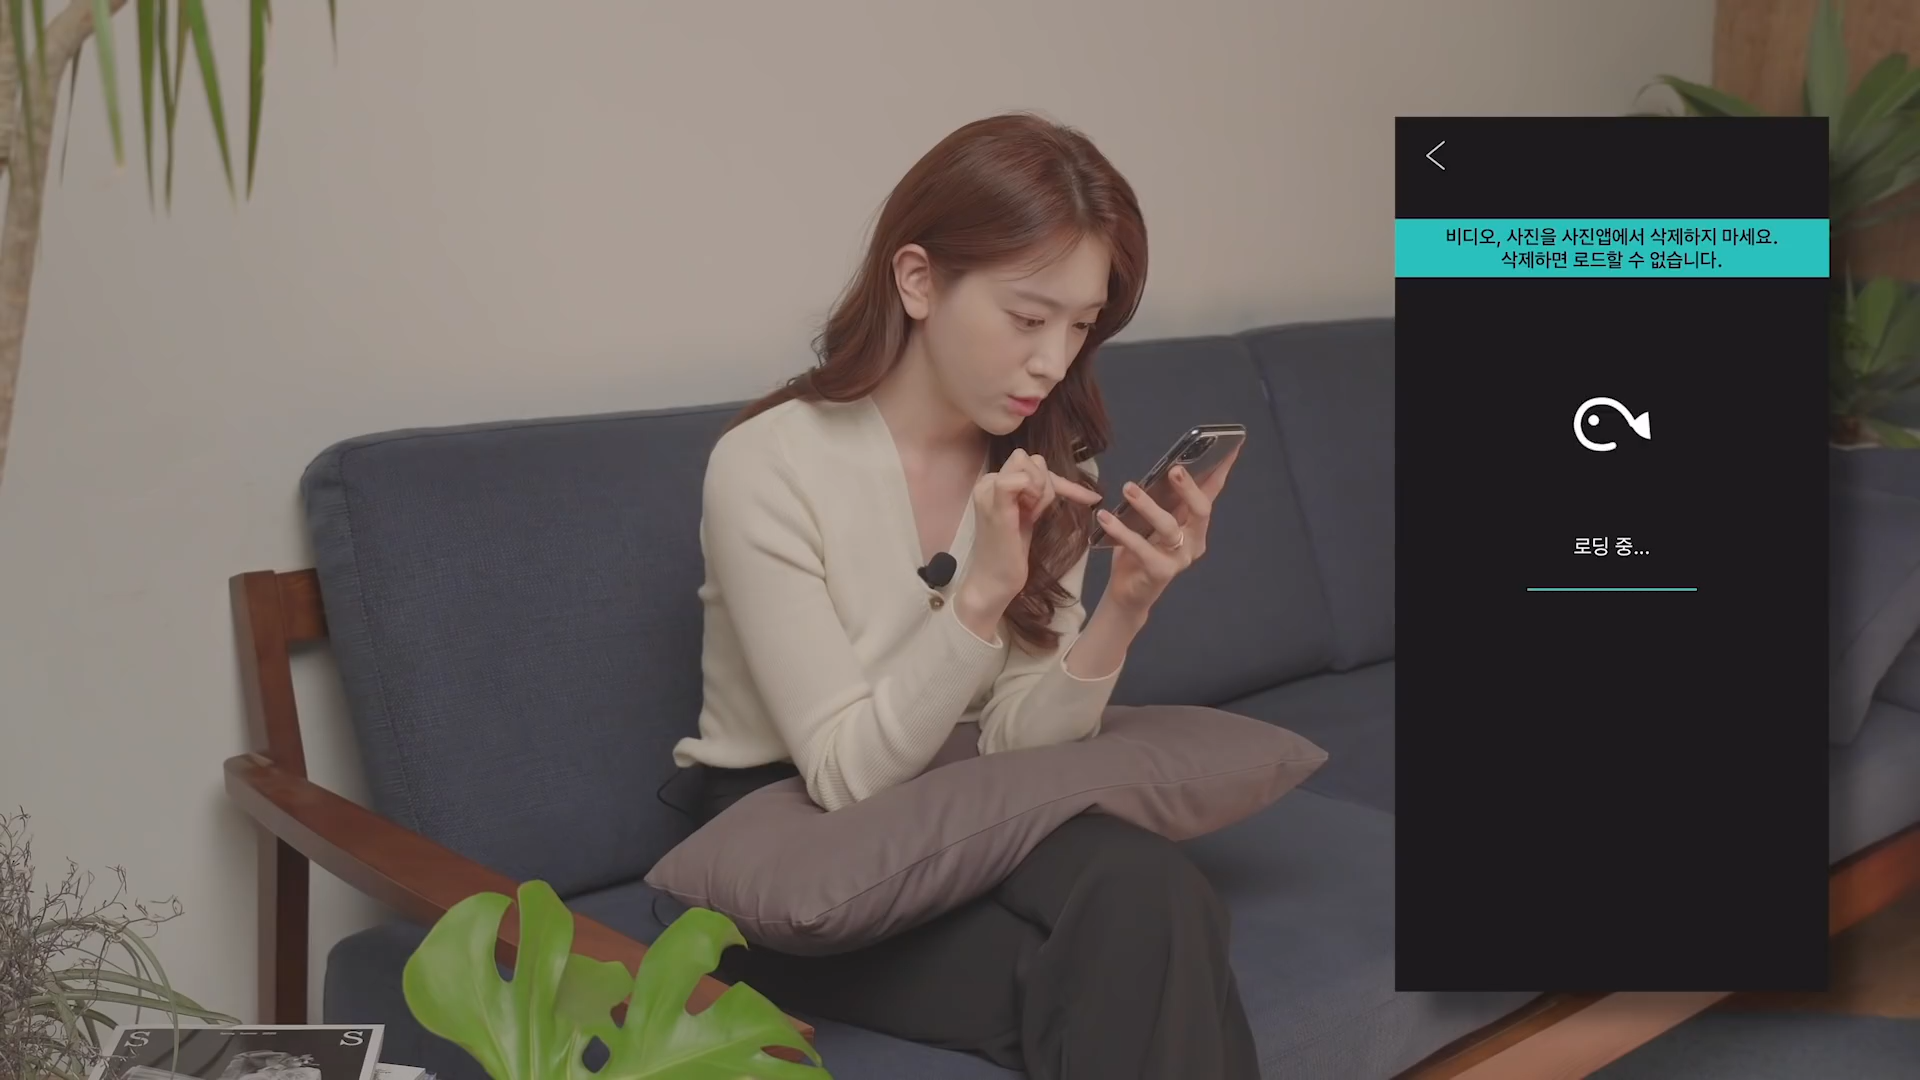 비디오, 사진을 사진앱에서 삭제하지 마세요.
삭제하면 로드할 수 없습니다.
로딩 중...
S S